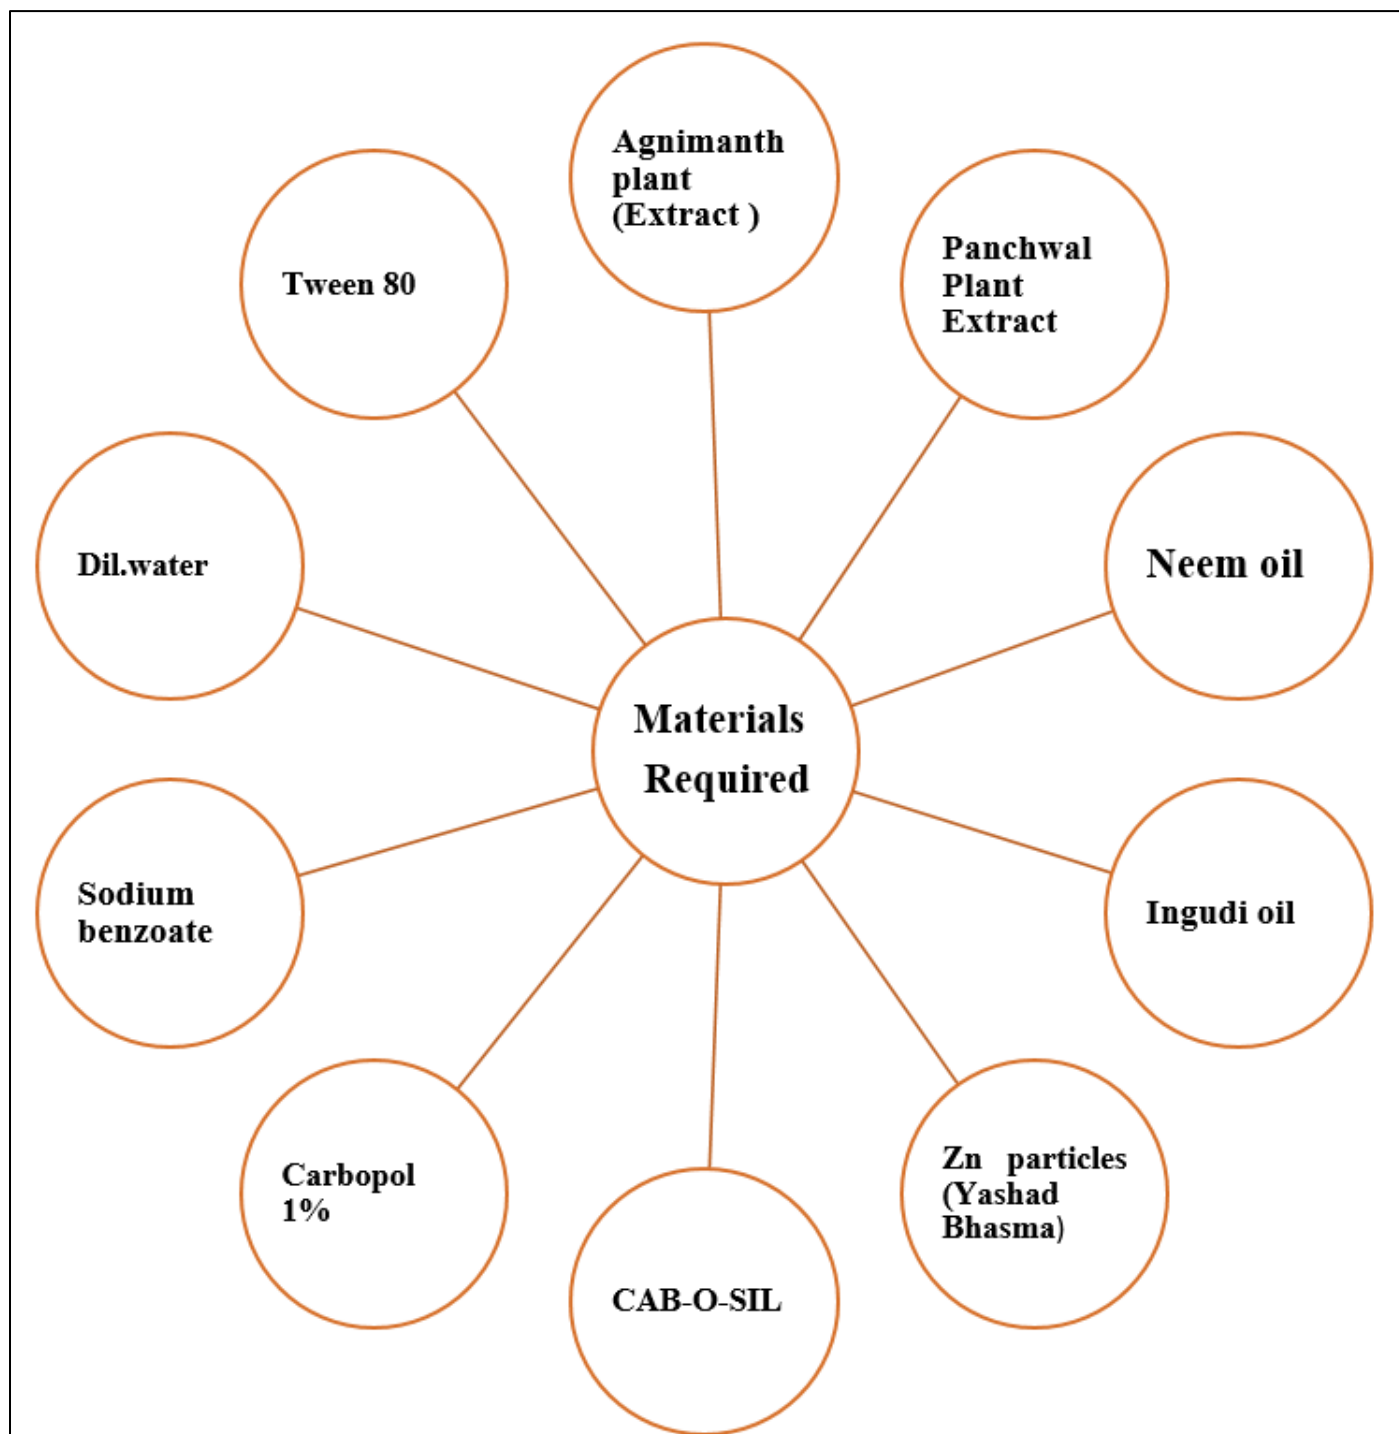 Materials
Required
Agnimanth
plant
(Extract )
Panchwal
Plant
Extract
Neem oil
Ingudi oil
Zn particles
(Yashad
Bhasma)
CAB-O-SIL
Carbopol
1%
Sodium
benzoate
Dil.water
Tween 80